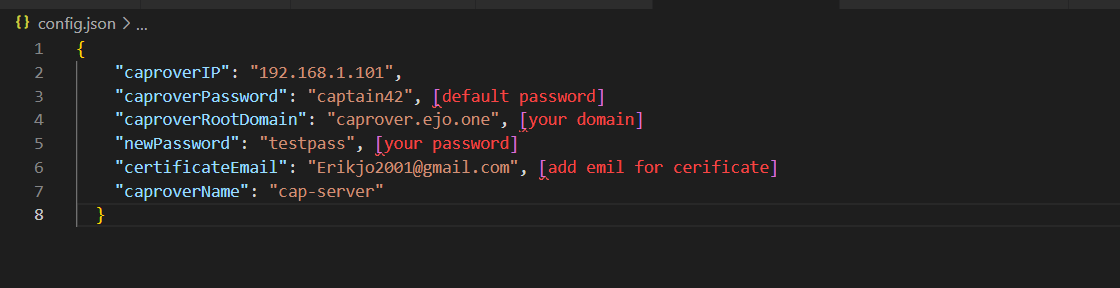 {} config.json > ...
1 {
2 "caproverIP": "192.168.1.101",
3 "caproverPassword": "captain42", [default password]
4 "caproverRootDomain": "caprover.ejo.one", [your domain]
5 "newPassword": "testpass", [your password]
6 "certificateEmail": "Erikjo2001@gmail.com", [add emil for cerificate]
7 "caproverName": "cap-server"
8 }